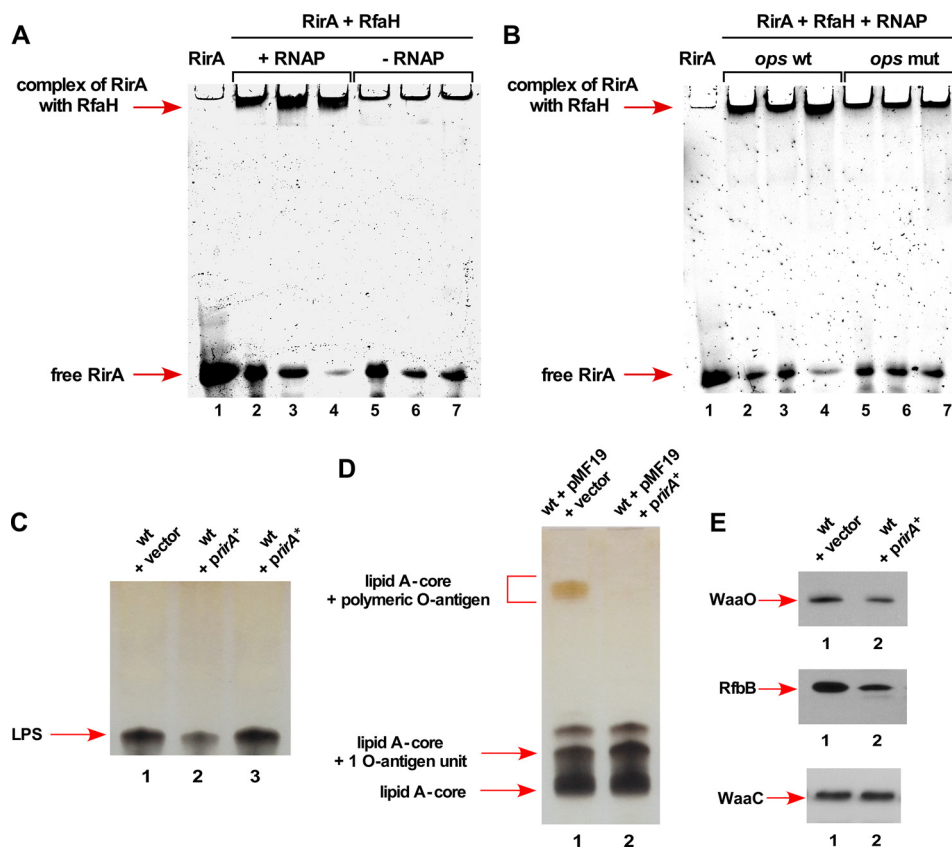 A
RirA + RfaH
RirA
+ RNAP
- RNAP
complex of RirA
with RfaH
free RirA
1 2 3 4 5 6 7
B
RirA + RfaH + RNAP
RirA
ops wt
ops mut
complex of RirA
with RfaH
free RirA
1 2 3 4 5 6 7
C
wt
+ vector
wt
+ prirA+
wt
+ prirA*
LPS
1 2 3
D
wt + pMF19
+ vector
wt + pMF19
+ prirA+
lipid A-core
+ polymeric O-antigen
lipid A-core
+ 1 O-antigen unit
lipid A-core
1 2
E
wt
+ vector
wt
+ prirA+
WaaO
1 2
RfbB
1 2
WaaC
1 2